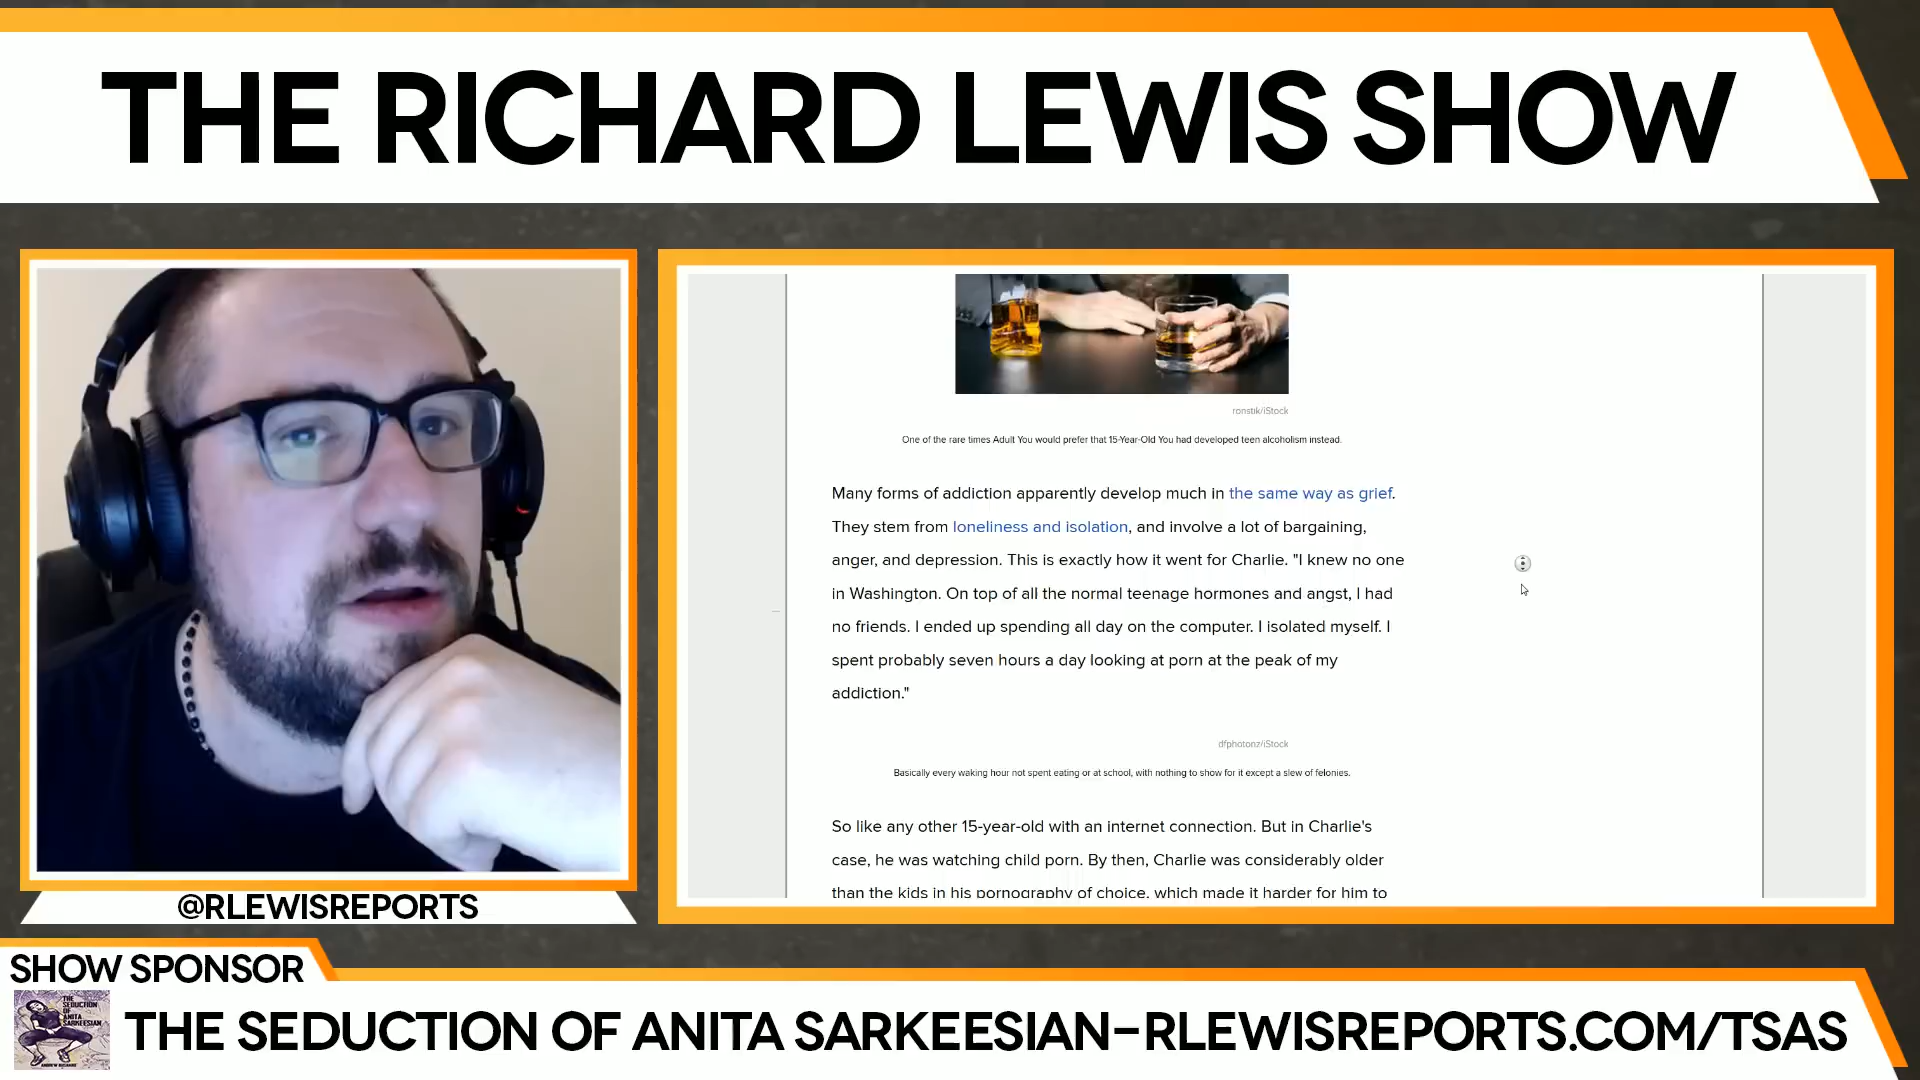 THE RICHARD LEWIS SHOW
ronstik/iStock
One of the rare times Adult You would prefer that 15-Year-Old You had developed teen alcoholism instead.
Many forms of addiction apparently develop much in the same way as grief.
They stem from loneliness and isolation, and involve a lot of bargaining,
anger, and depression. This is exactly how it went for Charlie. "I knew no one
in Washington. On top of all the normal teenage hormones and angst, I had
no friends. I ended up spending all day on the computer. I isolated myself. I
spent probably seven hours a day looking at porn at the peak of my
addiction."
dfphotonz/iStock
Basically every waking hour not spent eating or at school, with nothing to show for it except a slew of felonies.
So like any other 15-year-old with an internet connection. But in Charlie's
case, he was watching child porn. By then, Charlie was considerably older
than the kids in his pornography of choice, which made it harder for him to
@RLEWISREPORTS
SHOW SPONSOR
THE
SEDUCTION
OF
ANITA
SARKEESIAN
THE SEDUCTION OF ANITA SARKEESIAN-RLEWISREPORTS.COM/TSAS